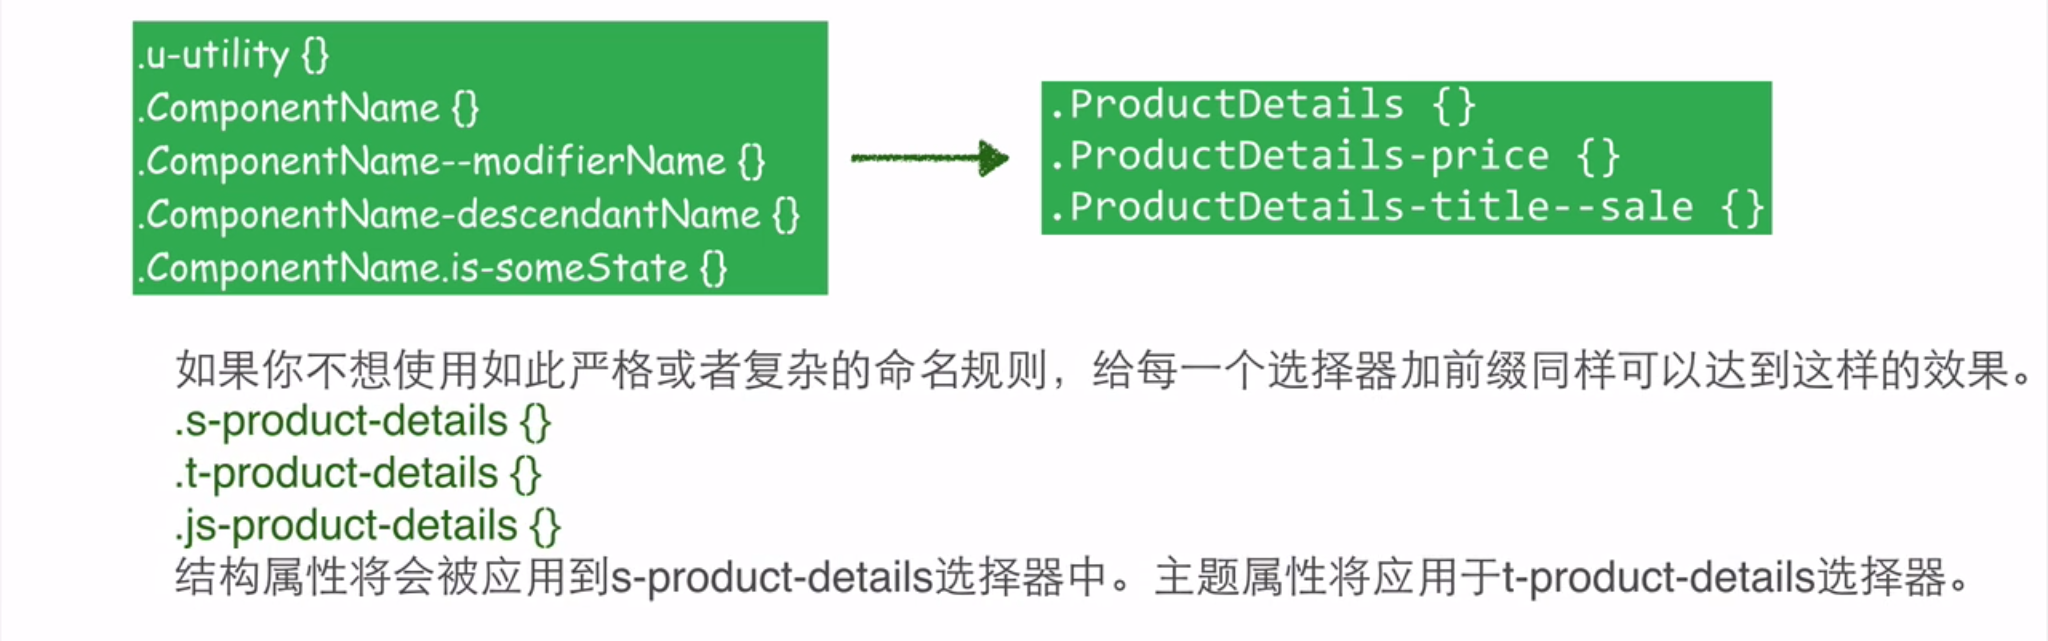 .u-utility {}
.ComponentName {}
.ComponentName--modifierName {}
.ComponentName-descendantName {}
.ComponentName.is-someState {}
.ProductDetails {}
.ProductDetails-price {}
.ProductDetails-title--sale {}
如果你不想使用如此严格或者复杂的命名规则，给每一个选择器加前缀同样可以达到这样的效果。
.s-product-details {}
.t-product-details {}
.js-product-details {}
结构属性将会被应用到s-product-details选择器中。主题属性将应用于t-product-details选择器。